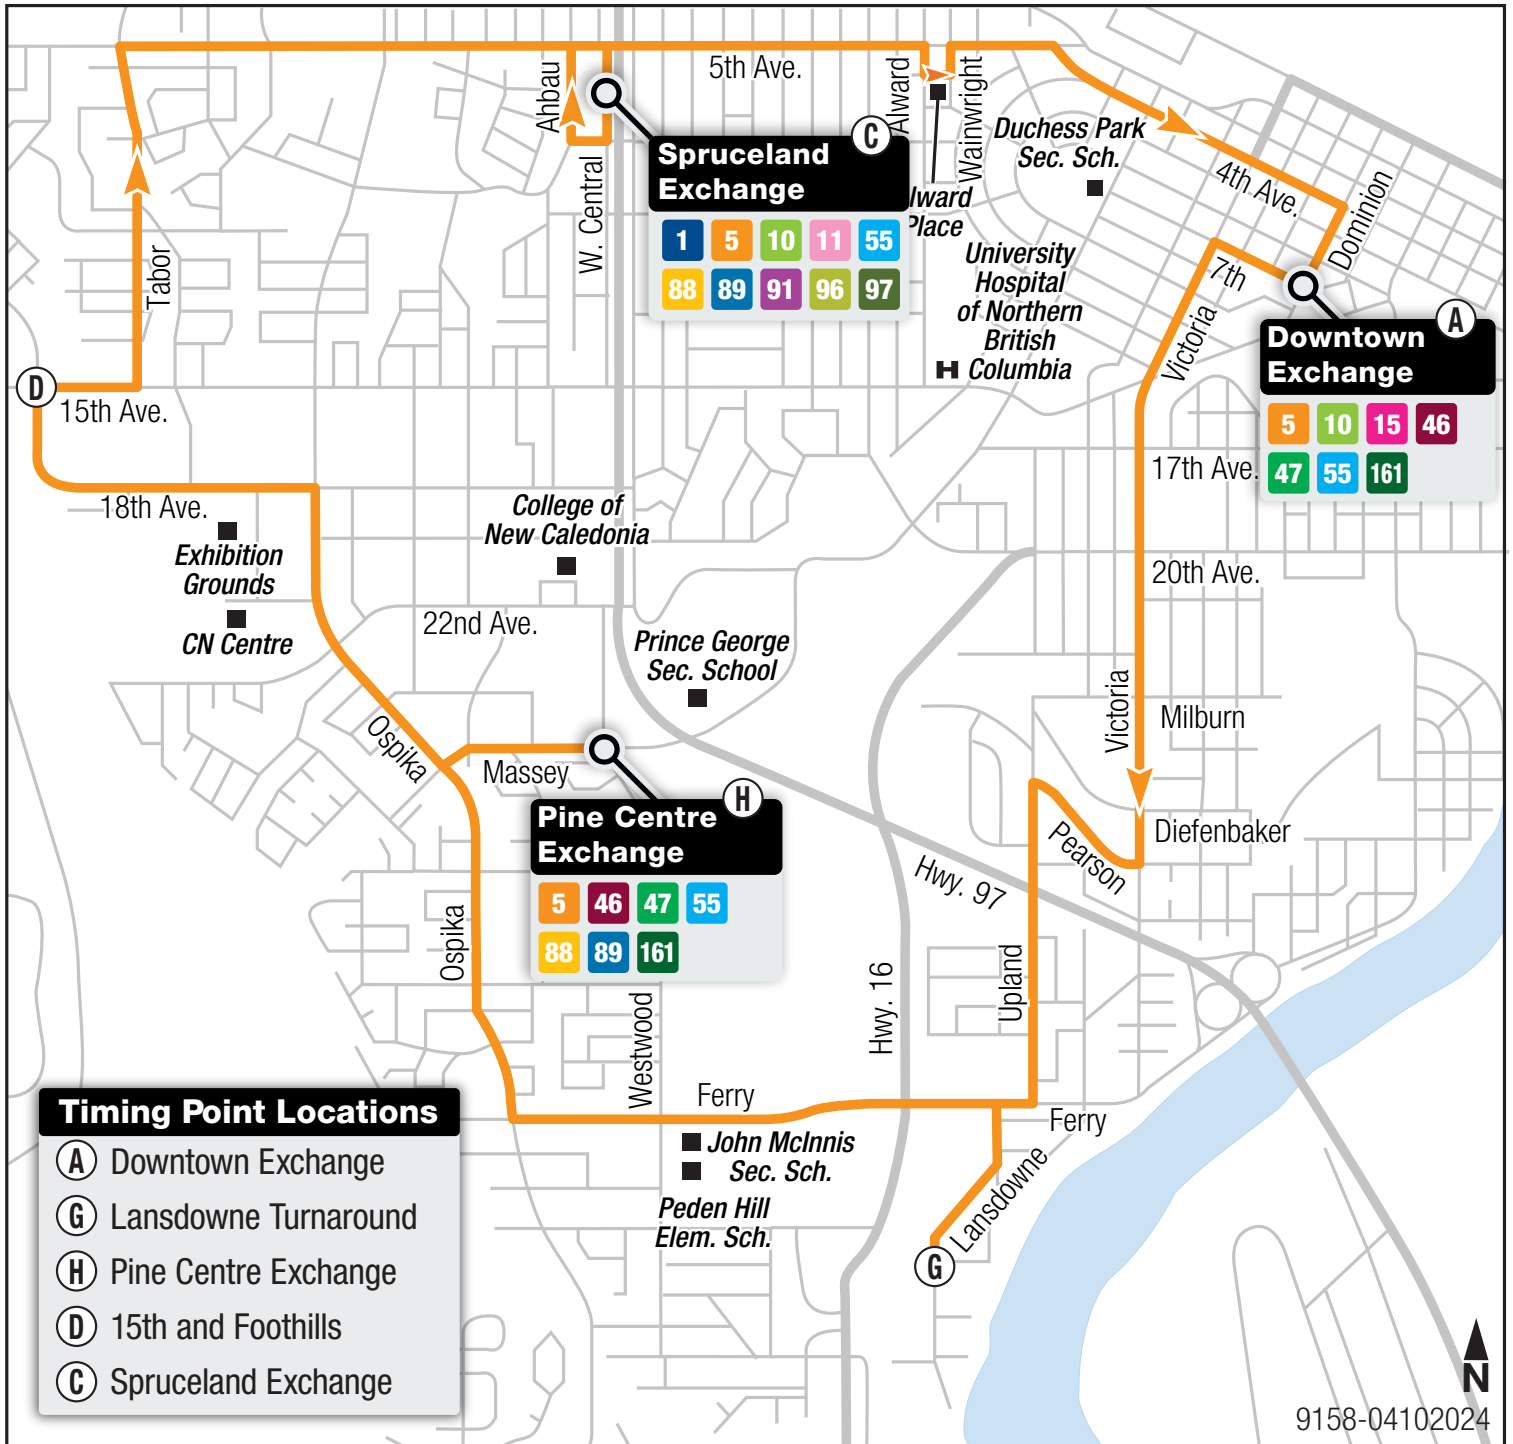 5th Ave.
Ahbau
W. Central
Alward
Wainwright
Duchess Park
Sec. Sch.
Spruceland
Exchange
C
1 5 10 11 55
88 89 91 96 97
lward
Place
4th Ave.
Dominion
7th
Victoria
University
Hospital
of Northern
British
H Columbia
Downtown
Exchange
A
5 10 15 46
47 55 161
Tabor
D
15th Ave.
18th Ave.
Exhibition
Grounds
CN Centre
College of
New Caledonia
22nd Ave.
Prince George
Sec. School
17th Ave.
20th Ave.
Victoria
Milburn
Diefenbaker
Pearson
Ospika
Massey
Pine Centre
Exchange
H
5 46 47 55
88 89 161
Ospika
Hwy. 97
Hwy. 16
Upland
Westwood
Ferry
Ferry
John McInnis
Sec. Sch.
Peden Hill
Elem. Sch.
Lansdowne
G
Timing Point Locations
A Downtown Exchange
G Lansdowne Turnaround
H Pine Centre Exchange
D 15th and Foothills
C Spruceland Exchange
N
9158-04102024